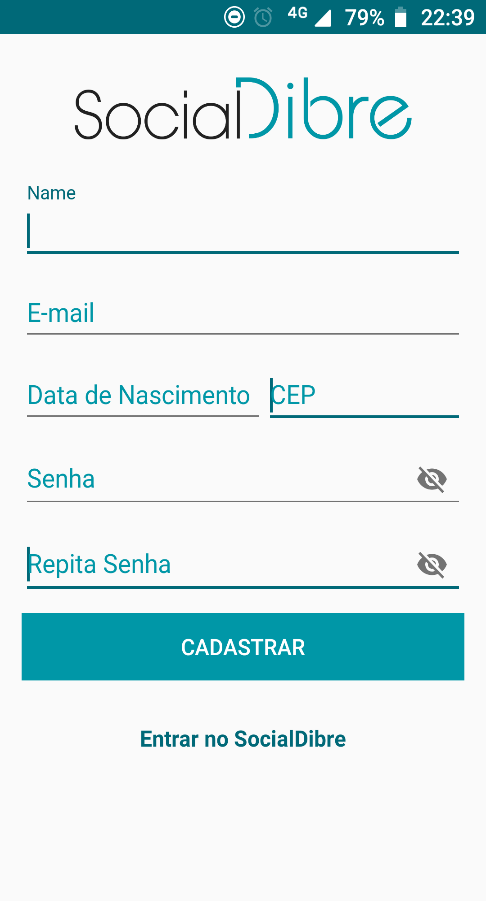 4G 79% 22:39
SocialDibre
Name
E-mail
Data de Nascimento CEP
Senha
Repita Senha
CADASTRAR
Entrar no SocialDibre